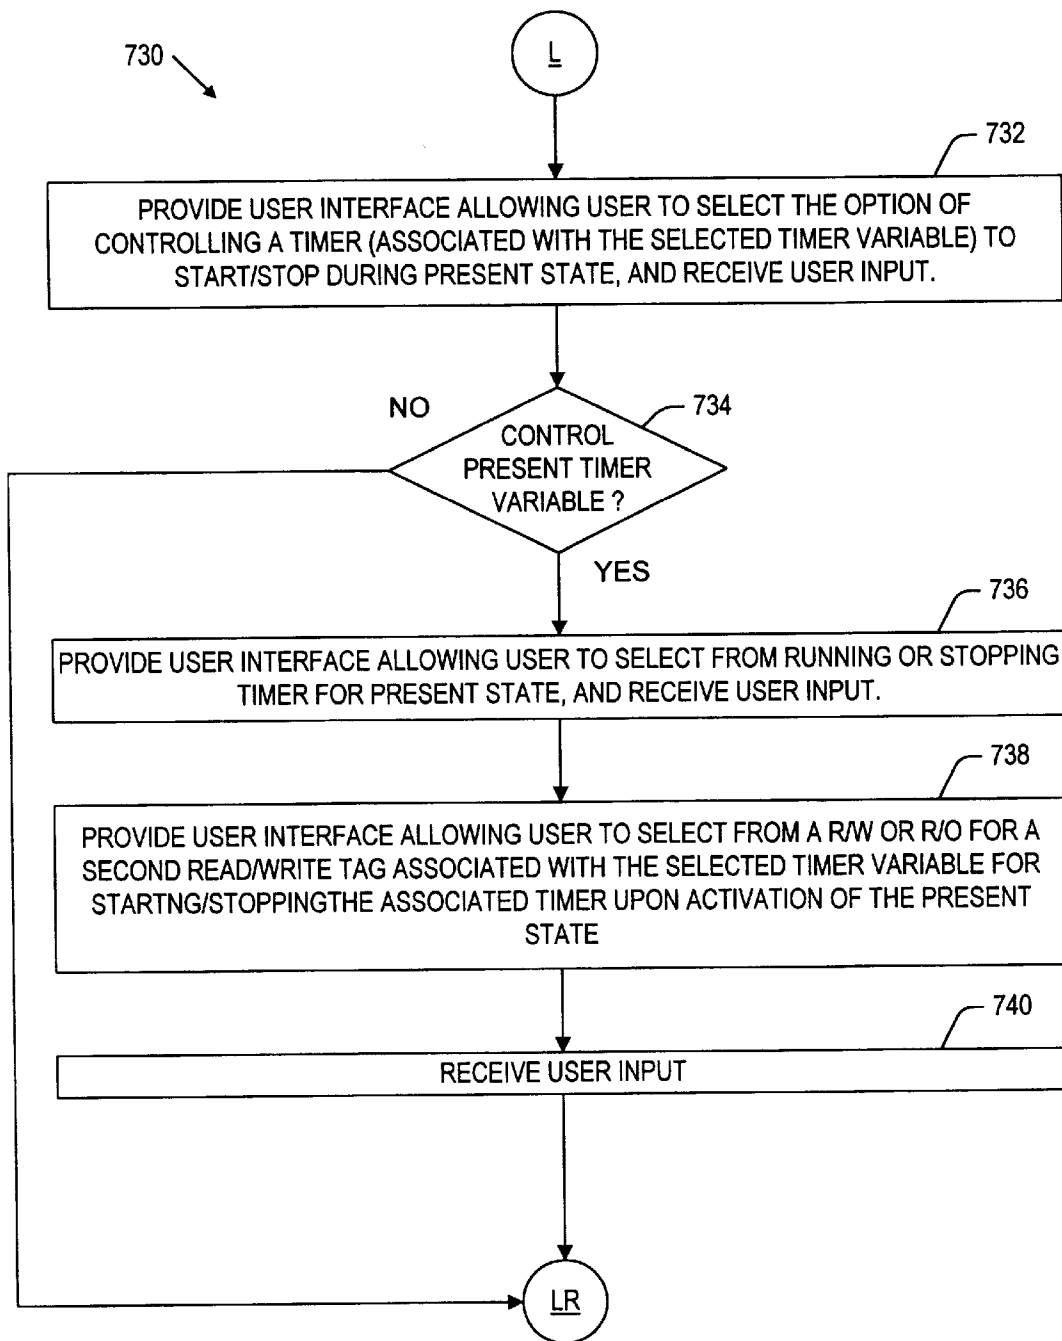 730
L
732
PROVIDE USER INTERFACE ALLOWING USER TO SELECT THE OPTION OF
CONTROLLING A TIMER (ASSOCIATED WITH THE SELECTED TIMER VARIABLE) TO
START/STOP DURING PRESENT STATE, AND RECEIVE USER INPUT.
NO
734
CONTROL
PRESENT TIMER
VARIABLE ?
YES
736
PROVIDE USER INTERFACE ALLOWING USER TO SELECT FROM RUNNING OR STOPPING
TIMER FOR PRESENT STATE, AND RECEIVE USER INPUT.
738
PROVIDE USER INTERFACE ALLOWING USER TO SELECT FROM A R/W OR R/O FOR A
SECOND READ/WRITE TAG ASSOCIATED WITH THE SELECTED TIMER VARIABLE FOR
STARTNG/STOPPINGTHE ASSOCIATED TIMER UPON ACTIVATION OF THE PRESENT
STATE
740
RECEIVE USER INPUT
LR